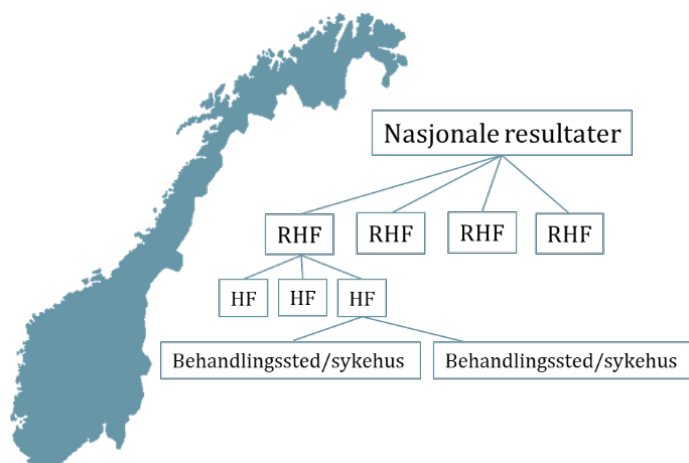 Nasjonale resultater
RHF RHF RHF RHF
HF HF HF
Behandlingssted/sykehus Behandlingssted/sykehus